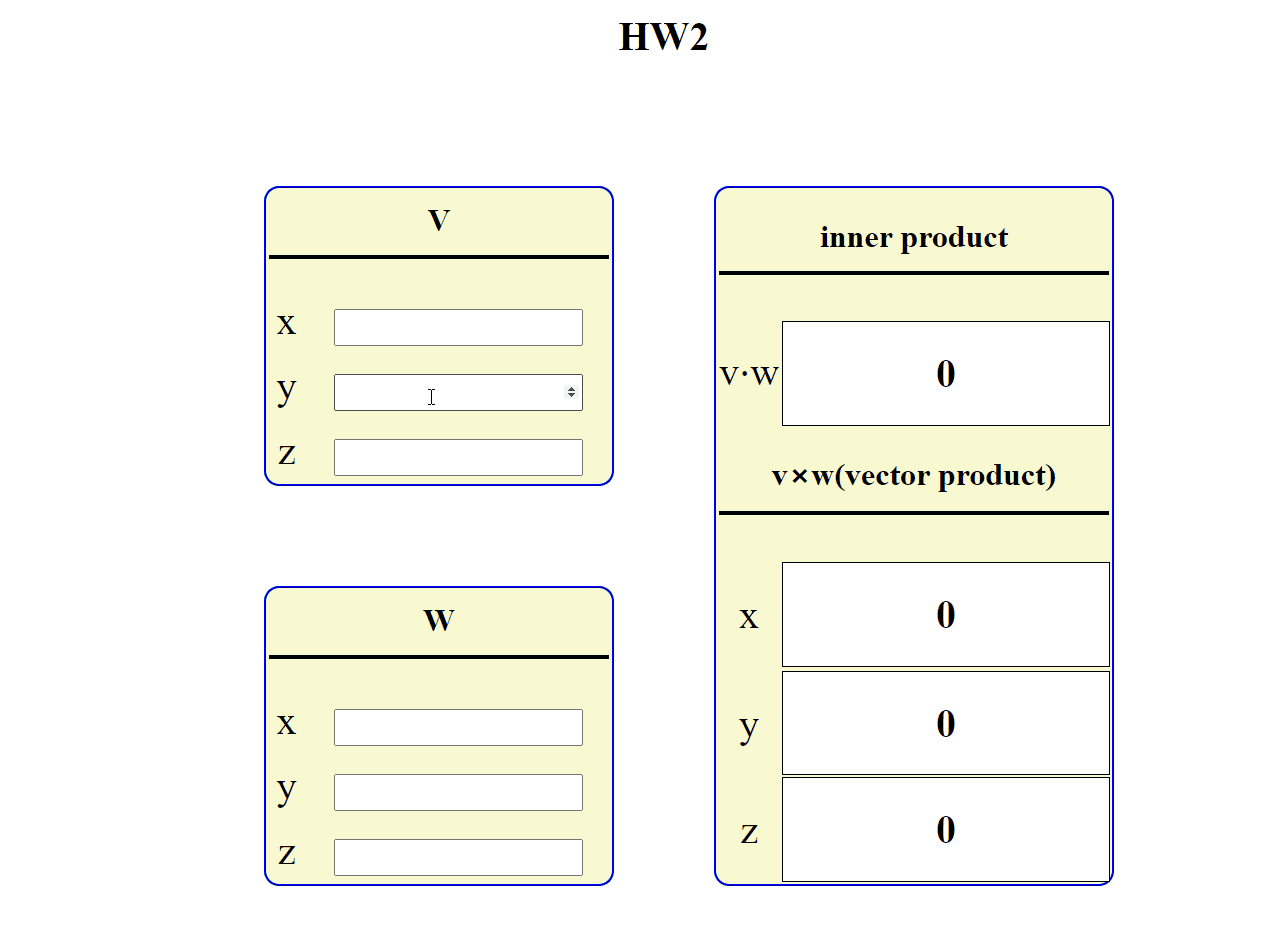 HW2
V
x
y
z
W
x
y
z
inner product
v·w 0
v×w(vector product)
x 0
y 0
z 0